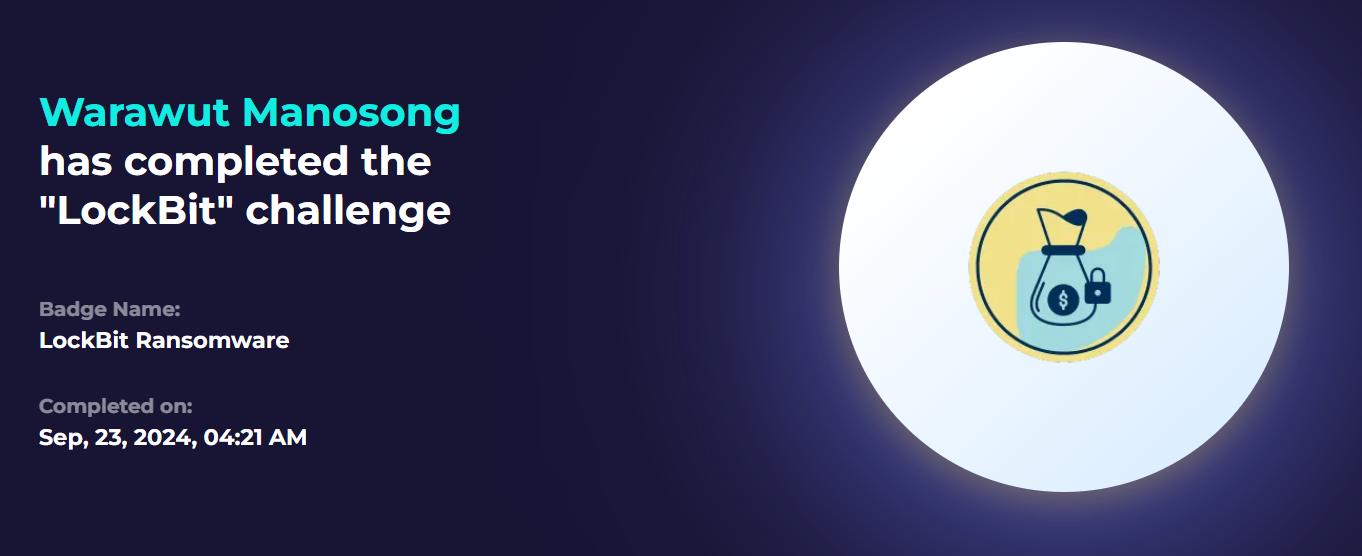 Warawut Manosong
has completed the
"LockBit" challenge
Badge Name:
LockBit Ransomware
Completed on:
Sep, 23, 2024, 04:21 AM
$